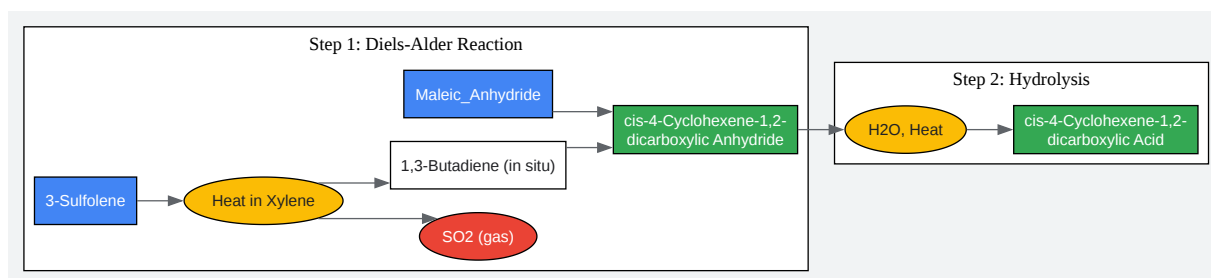 Step 1: Diels-Alder Reaction
Maleic_Anhydride
cis-4-Cyclohexene-1,2-
dicarboxylic Anhydride
1,3-Butadiene (in situ)
3-Sulfolene
Heat in Xylene
SO2 (gas)
Step 2: Hydrolysis
H2O, Heat
cis-4-Cyclohexene-1,2-
dicarboxylic Acid